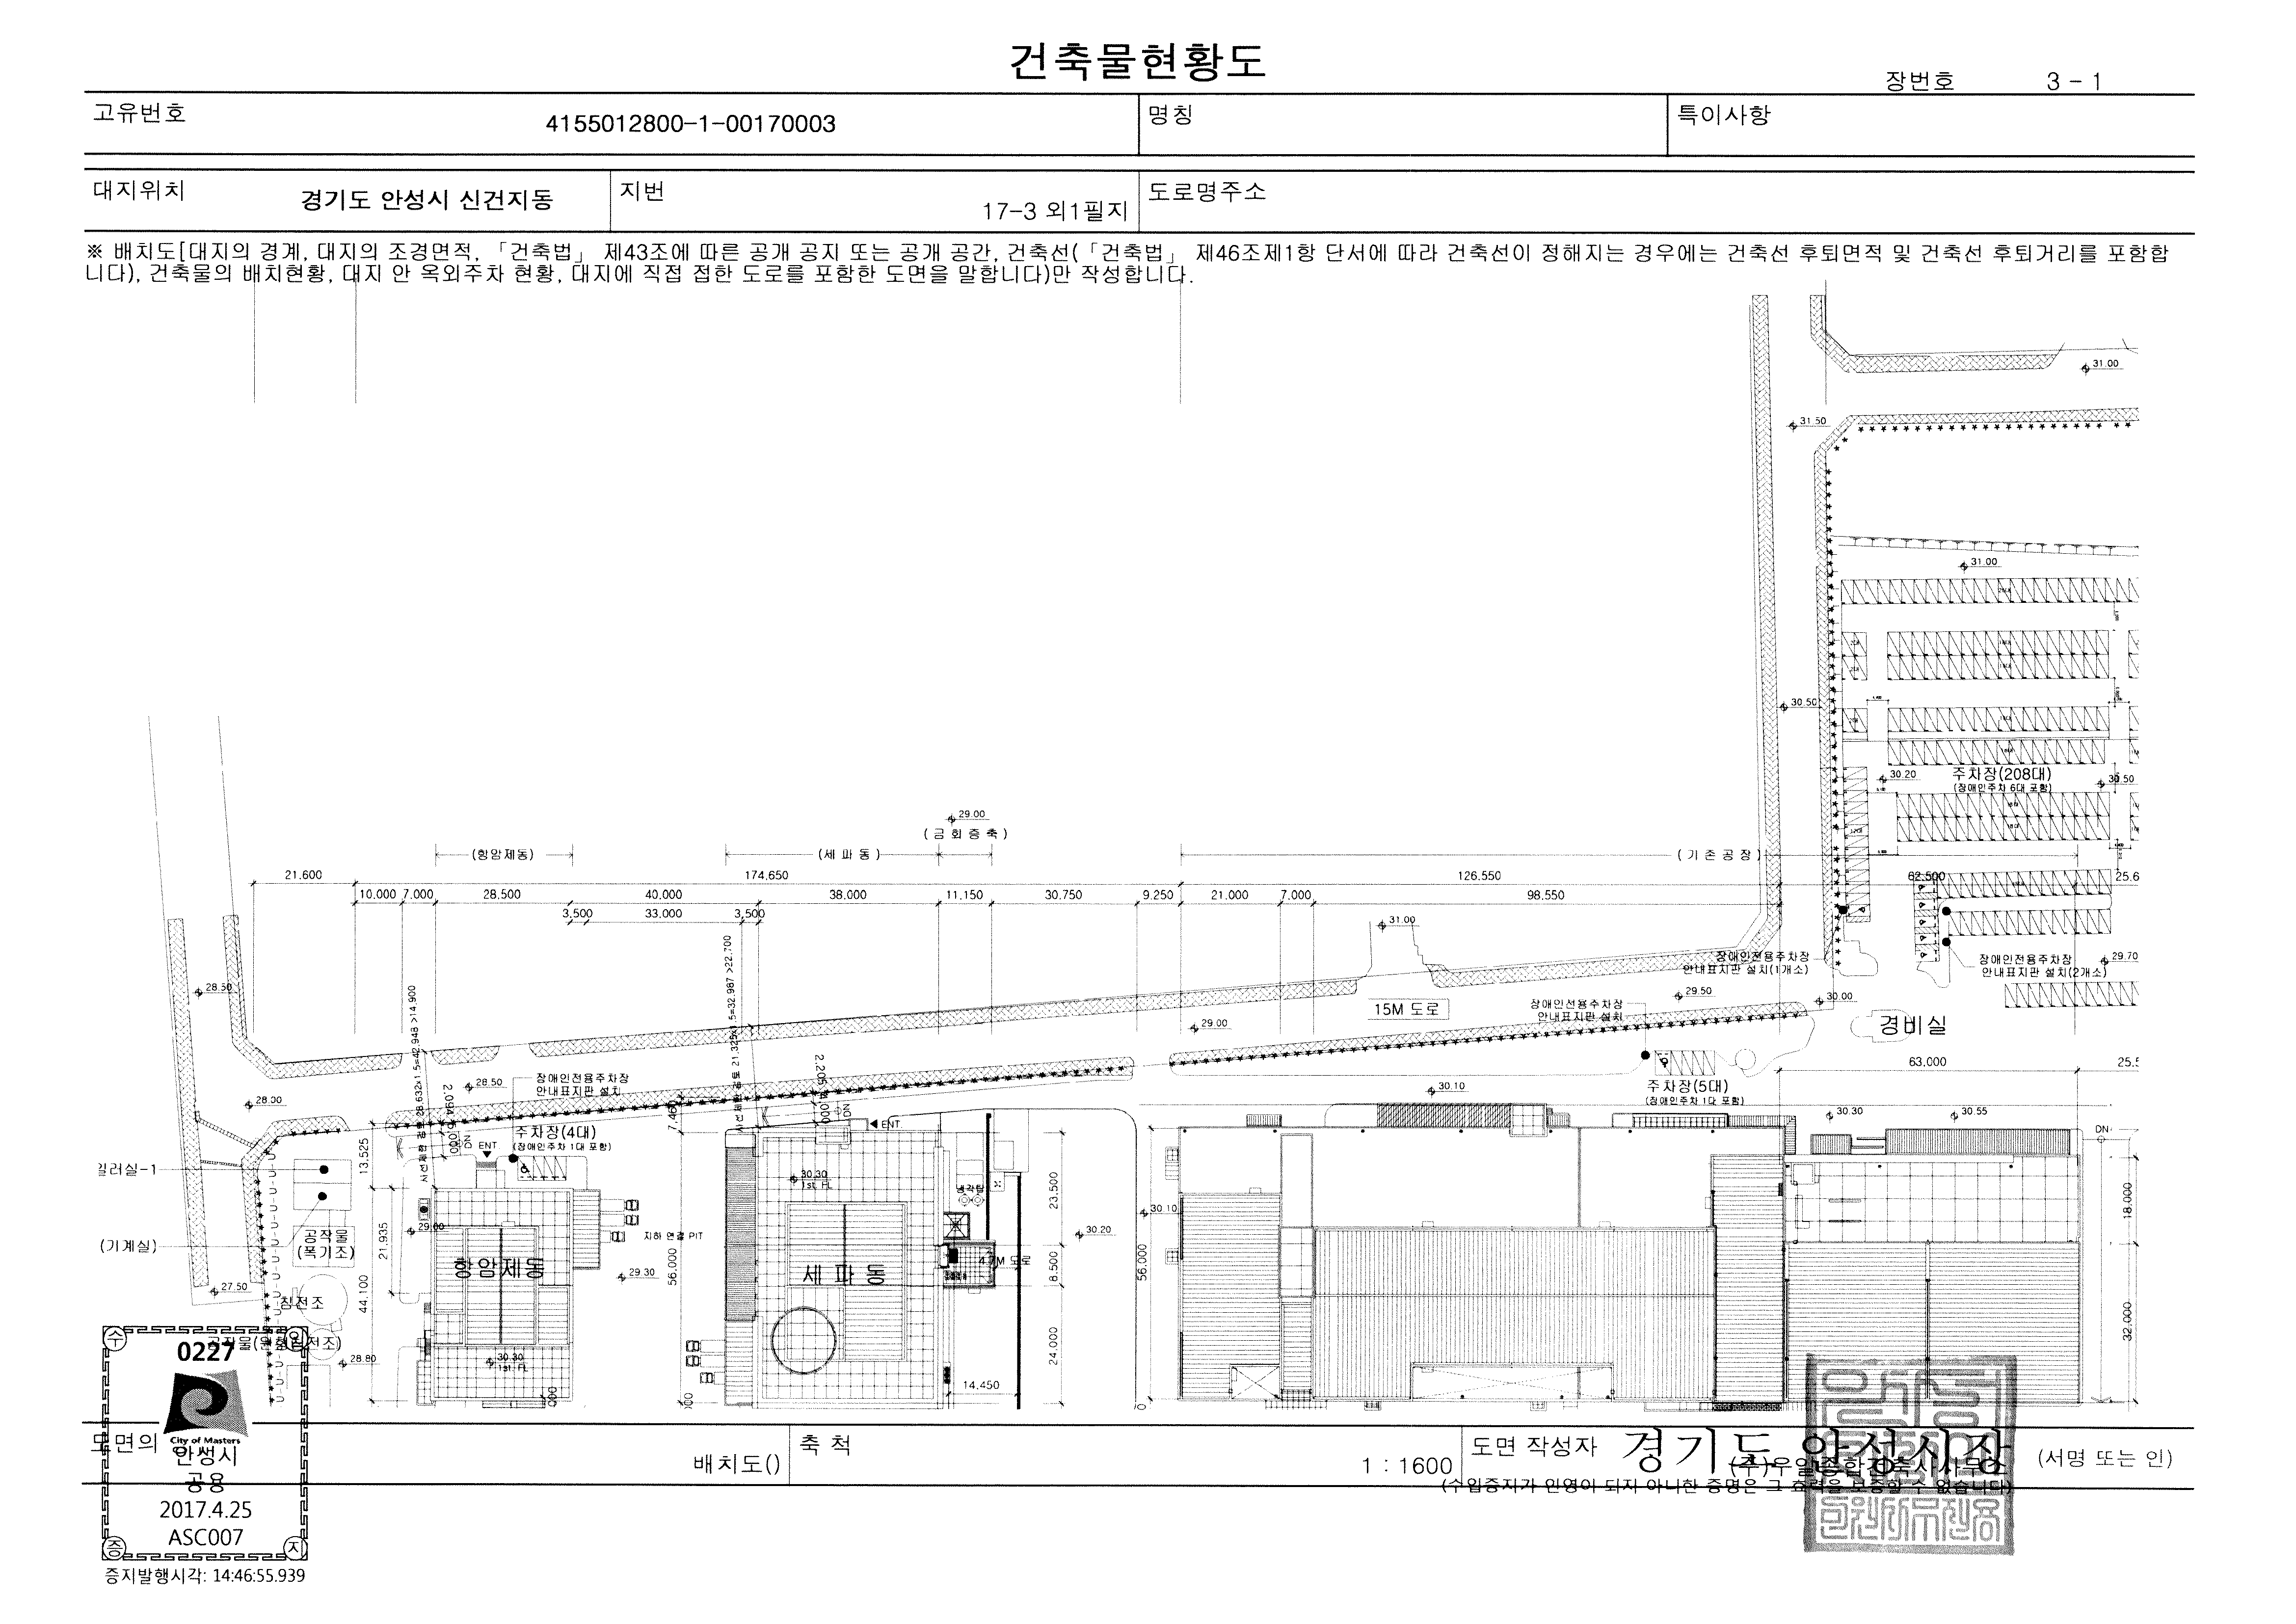 건축물현황도
장번호 3 - 1
고유번호 4155012800-1-00170003
명칭
특이사항
대지위치 경기도 안성시 신건지동
지번 17-3 외1필지
도로명주소
※ 배치도[대지의 경계, 대지의 조경면적, 「건축법」 제43조에 따른 공개 공지 또는 공개 공간, 건축선(「건축법」 제46조제1항 단서에 따라 건축선이 정해지는 경우에는 건축선 후퇴면적 및 건축선 후퇴거리를 포함합
니다), 건축물의 배치현황, 대지 안 옥외주차 현황, 대지에 직접 접한 도로를 포함한 도면을 말합니다)만 작성합니다.
31.00
31.50
31.00
30.50
30.20
주차장(208대)
(장애인주차 6대 포함)
30.50
29.00
(금회증축)
(항암제동)
(세 파 동)
(기 존 공 장)
21.600
174.650
126.550
62.500
25.6
10.000
7.000
28.500
40.000
38.000
11.150
30.750
9.250
21.000
7.000
98.550
3,500
33.000
3,500
31.00
장애인전용주차장
안내표지판 설치(1개소)
장애인전용주차장
안내표지판 설치(2개소)
29.70
28.50
29.50
30.00
15M 도로
장애인전용주차장
안내표지판 설치
29.00
경비실
63.000
25.5
28.50
장애인전용주차장
안내표지판 설치
28.00
30.10
주차장(5대)
(장애인주차 1대 포함)
30.30
30.55
DN
ENT
주차장(4대)
(장애인주차 1대 포함)
ENT
13.525
7.460
일러실-1
30.30
1st. FL
냉각탑
23.500
18.000
30.10
29.00
공작물
(폭기조)
(기계실)
지하 연결 PIT
30.20
21.935
44.100
항암제동
29.30
56.000
세 파 동
4.7M 도로
8.500
56.000
27.50
침전조
32.000
28.80
30.30
1st. FL
24.000
14.450
수
0227
City of Masters
안성시
공용
2017.4.25
ASC007
증
지
증지발행시각: 14:46:55.939
배치도()
축 척 1 : 1600
도면 작성자 경기도 안성시장 (서명 또는 인)
(주)우일종합건축사사무소
(수입증지가 인영이 되지 아니한 증명은 그 효력을 보증할 수 없습니다)